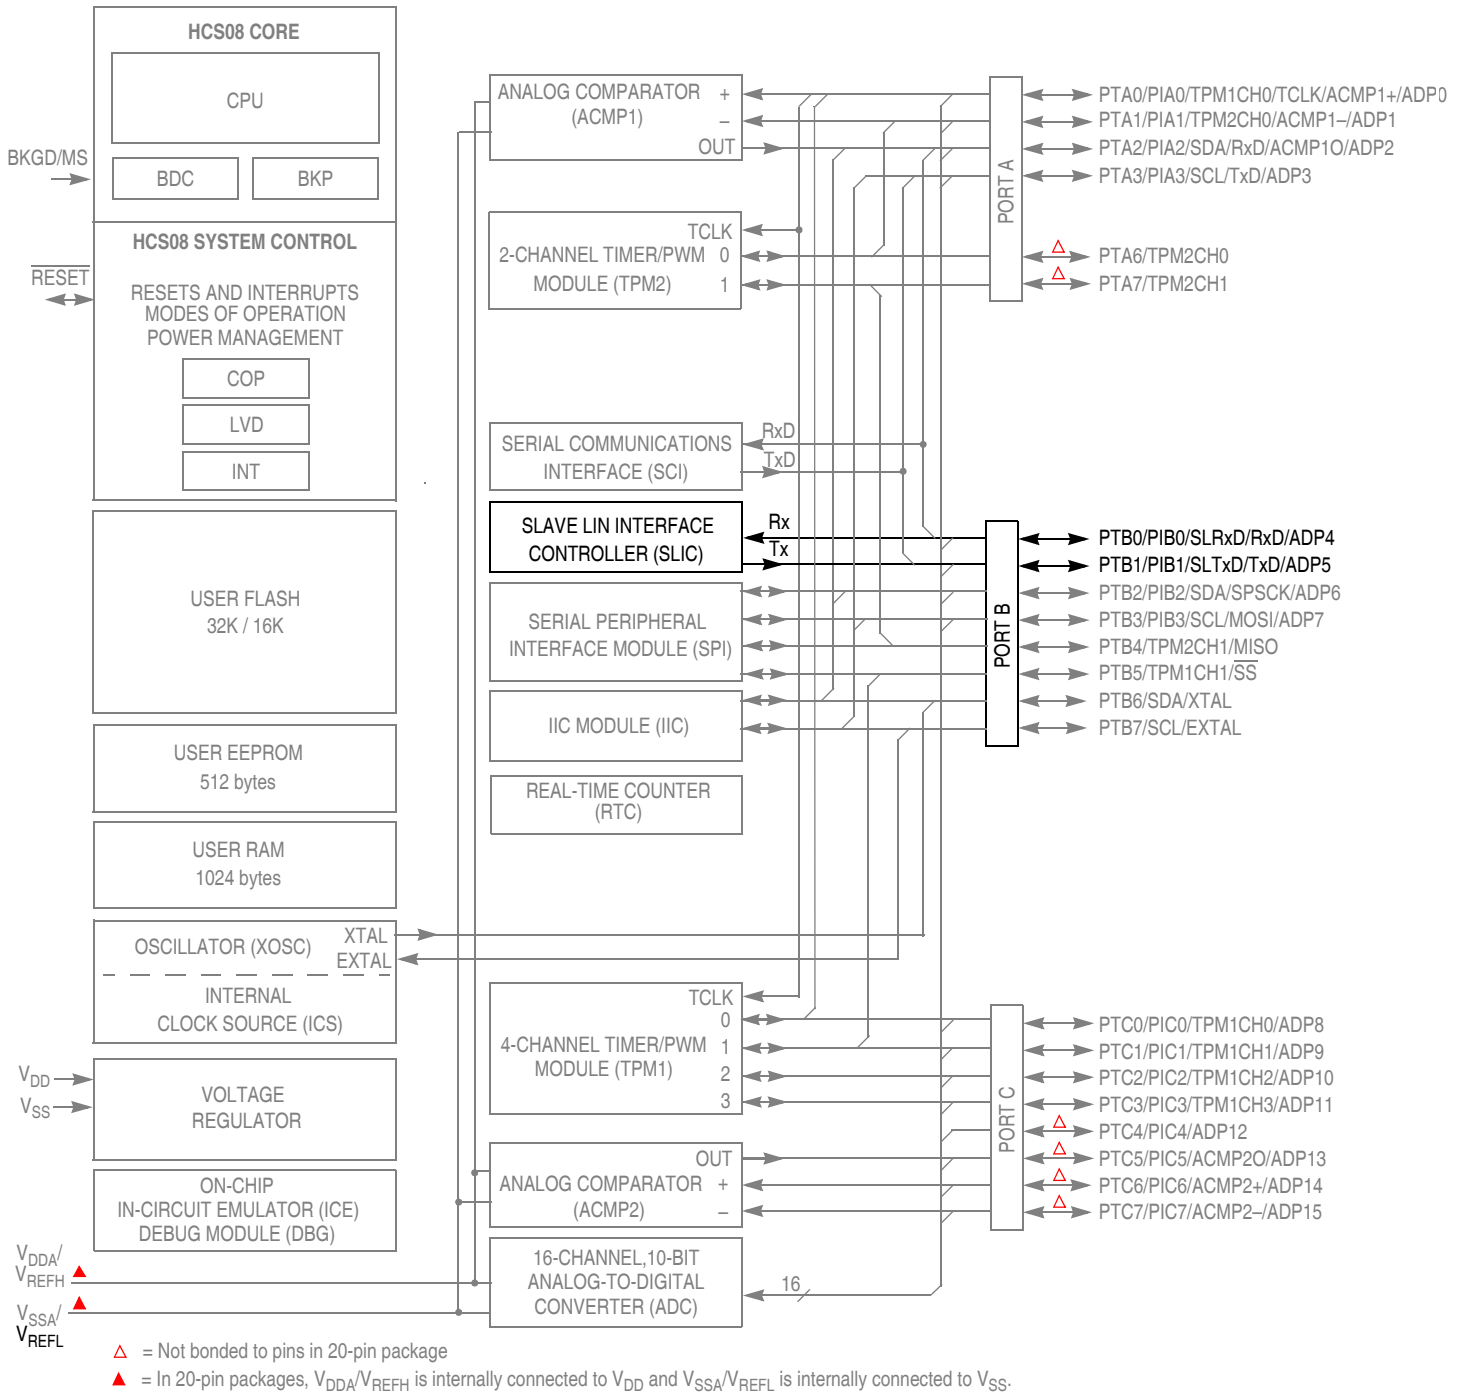 HCS08 CORE
CPU
BKGD/MS
BDC
BKP
HCS08 SYSTEM CONTROL
RESET
RESETS AND INTERRUPTS
MODES OF OPERATION
POWER MANAGEMENT
COP
LVD
INT
USER FLASH
32K / 16K
USER EEPROM
512 bytes
USER RAM
1024 bytes
OSCILLATOR (XOSC)
XTAL
EXTAL
INTERNAL
CLOCK SOURCE (ICS)
VDD
VSS
VOLTAGE
REGULATOR
ON-CHIP
IN-CIRCUIT EMULATOR (ICE)
DEBUG MODULE (DBG)
VDDA/
VREFH
VSSA/
VREFL
ANALOG COMPARATOR
(ACMP1)
+
–
OUT
TCLK
2-CHANNEL TIMER/PWM
MODULE (TPM2)
0
1
SERIAL COMMUNICATIONS
INTERFACE (SCI)
RxD
TxD
SLAVE LIN INTERFACE
CONTROLLER (SLIC)
Rx
Tx
SERIAL PERIPHERAL
INTERFACE MODULE (SPI)
IIC MODULE (IIC)
REAL-TIME COUNTER
(RTC)
TCLK
0
4-CHANNEL TIMER/PWM
MODULE (TPM1)
1
2
3
OUT
ANALOG COMPARATOR
(ACMP2)
+
–
16-CHANNEL,10-BIT
ANALOG-TO-DIGITAL
CONVERTER (ADC)
16
PORT A
PTA0/PIA0/TPM1CH0/TCLK/ACMP1+/ADP0
PTA1/PIA1/TPM2CH0/ACMP1–/ADP1
PTA2/PIA2/SDA/RxD/ACMP1O/ADP2
PTA3/PIA3/SCL/TxD/ADP3
PTA6/TPM2CH0
PTA7/TPM2CH1
PORT B
PTB0/PIB0/SLRxD/RxD/ADP4
PTB1/PIB1/SLTxD/TxD/ADP5
PTB2/PIB2/SDA/SPSCK/ADP6
PTB3/PIB3/SCL/MOSI/ADP7
PTB4/TPM2CH1/MISO
PTB5/TPM1CH1/SS
PTB6/SDA/XTAL
PTB7/SCL/EXTAL
PORT C
PTC0/PIC0/TPM1CH0/ADP8
PTC1/PIC1/TPM1CH1/ADP9
PTC2/PIC2/TPM1CH2/ADP10
PTC3/PIC3/TPM1CH3/ADP11
PTC4/PIC4/ADP12
PTC5/PIC5/ACMP2O/ADP13
PTC6/PIC6/ACMP2+/ADP14
PTC7/PIC7/ACMP2–/ADP15
△ = Not bonded to pins in 20-pin package
▲ = In 20-pin packages, VDDA/VREFH is internally connected to VDD and VSSA/VREFL is internally connected to VSS.